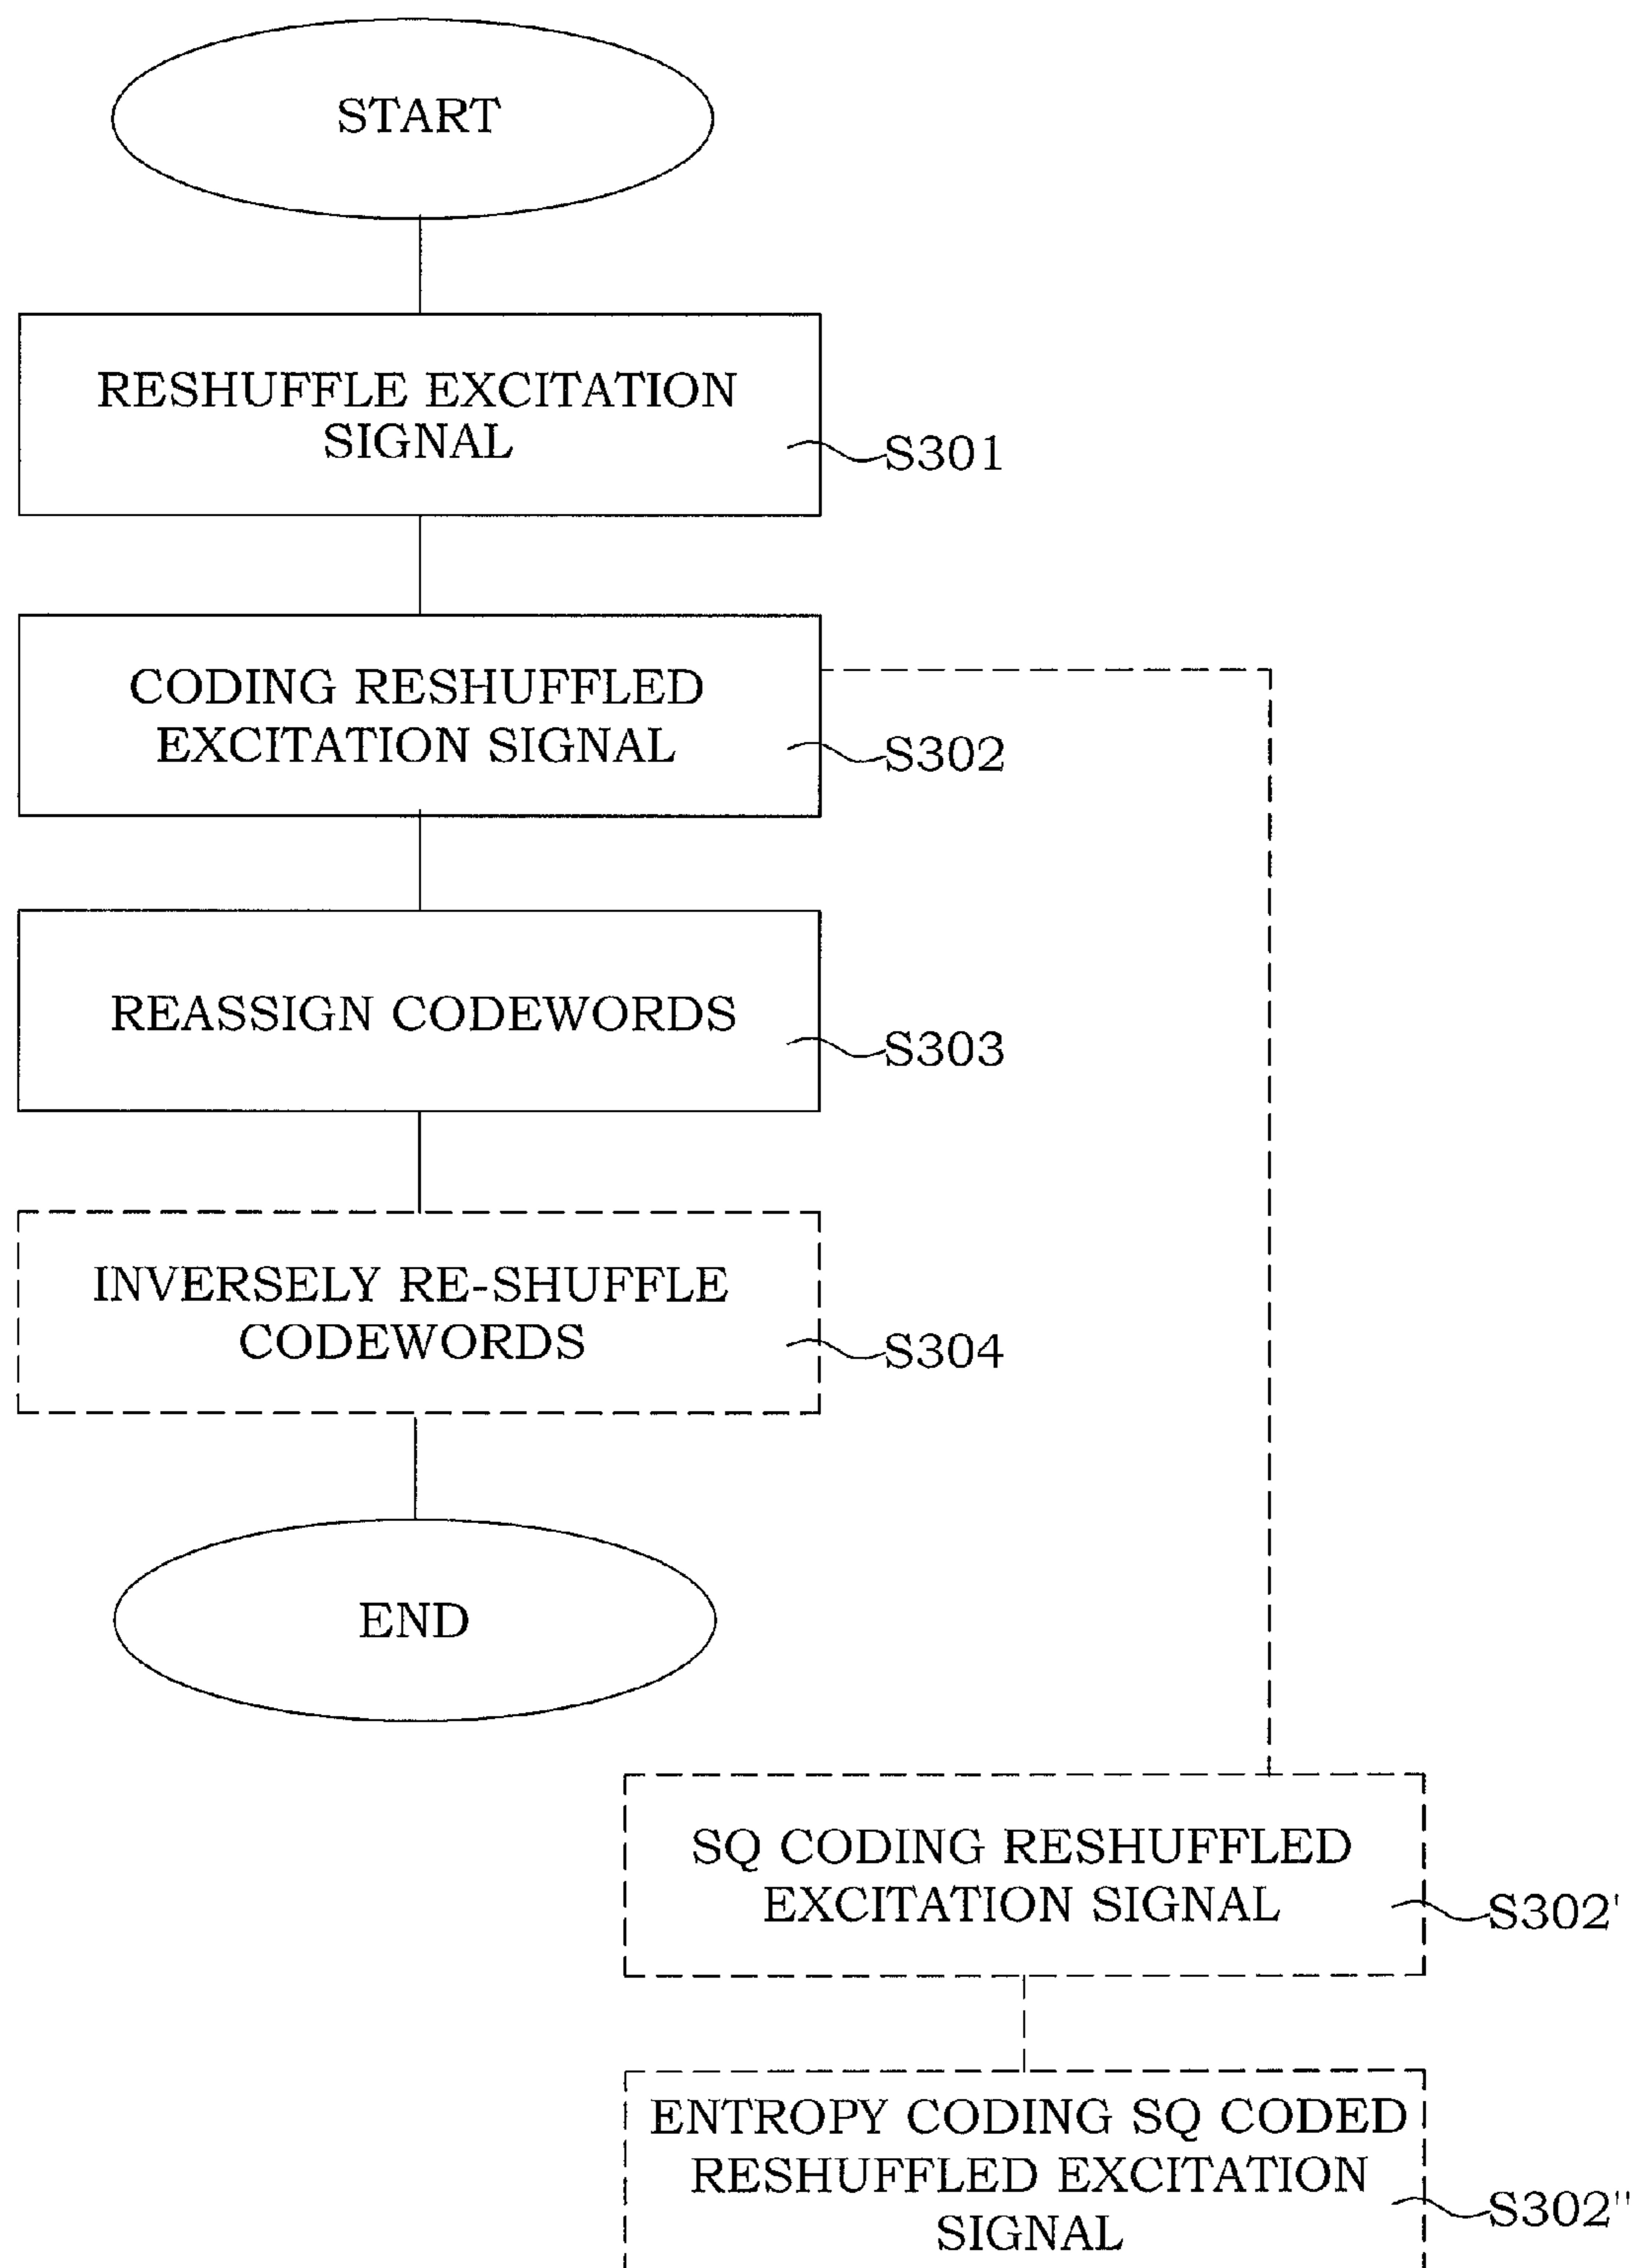 START
RESHUFFLE EXCITATION
SIGNAL
S301
CODING RESHUFFLED
EXCITATION SIGNAL
S302
REASSIGN CODEWORDS
S303
INVERSELY RE-SHUFFLE
CODEWORDS
S304
END
SQ CODING RESHUFFLED
EXCITATION SIGNAL
S302'
ENTROPY CODING SQ CODED
RESHUFFLED EXCITATION
SIGNAL
S302"